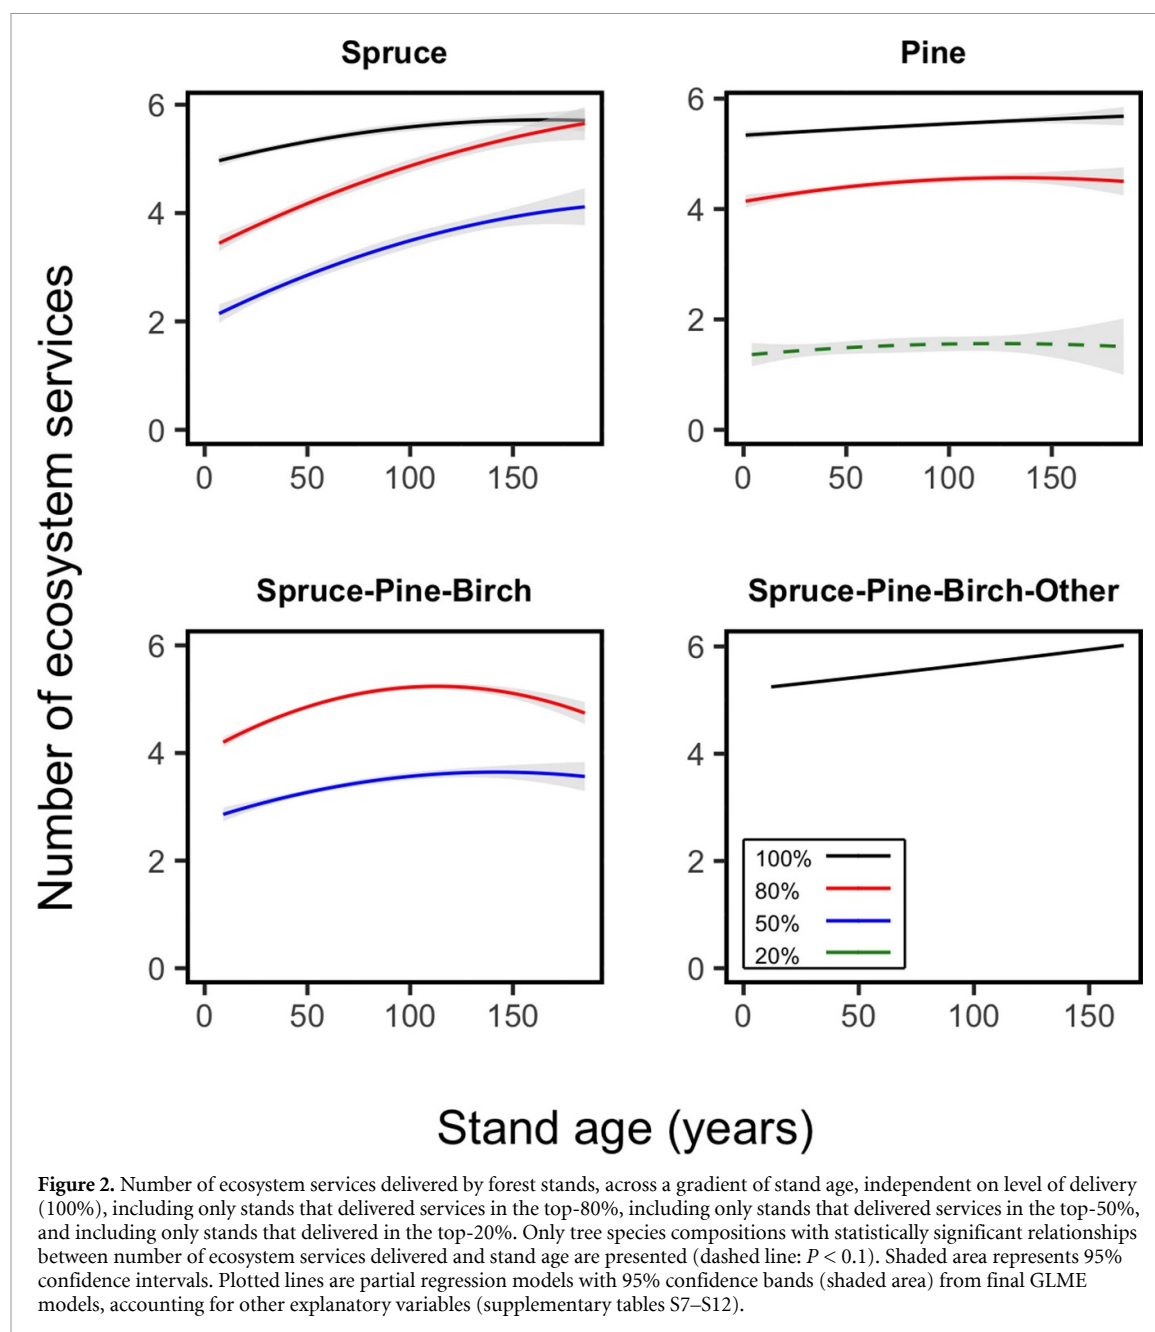 Spruce
Pine
6
4
2
0
0 50 100 150
6
4
2
0
0 50 100 150
Number of ecosystem services
Spruce-Pine-Birch
Spruce-Pine-Birch-Other
6
4
2
0
0 50 100 150
6
4
2
0
100%
80%
50%
20%
0 50 100 150
Stand age (years)
Figure 2. Number of ecosystem services delivered by forest stands, across a gradient of stand age, independent on level of delivery
(100%), including only stands that delivered services in the top-80%, including only stands that delivered services in the top-50%,
and including only stands that delivered in the top-20%. Only tree species compositions with statistically significant relationships
between number of ecosystem services delivered and stand age are presented (dashed line: P < 0.1). Shaded area represents 95%
confidence intervals. Plotted lines are partial regression models with 95% confidence bands (shaded area) from final GLME
models, accounting for other explanatory variables (supplementary tables S7–S12).